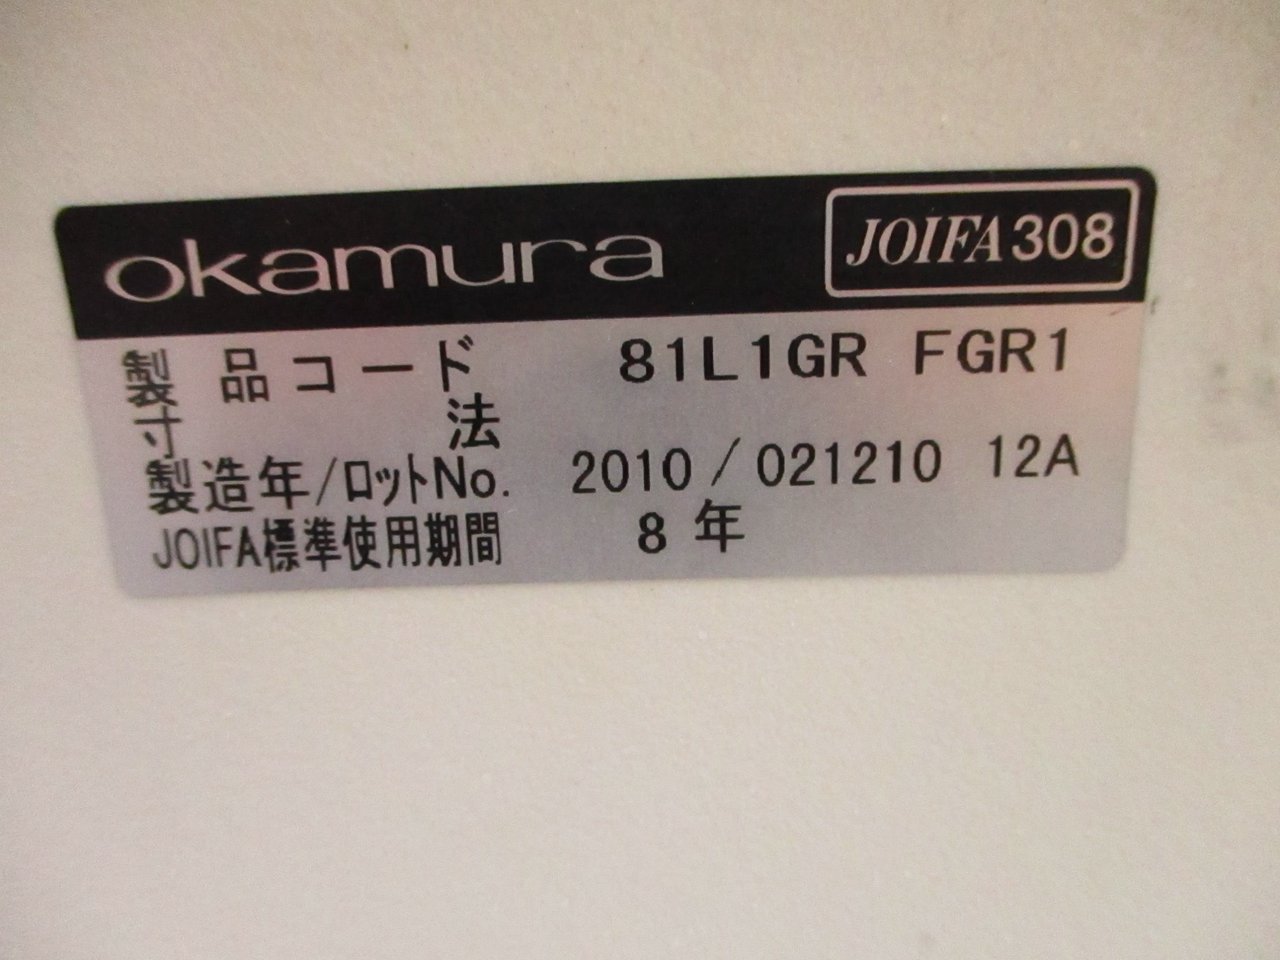 okamura JOIFA308
製品コード 81L1GR FGR1
寸法
製造年/ロットNo. 2010/021210 12A
JOIFA標準使用期間 8年